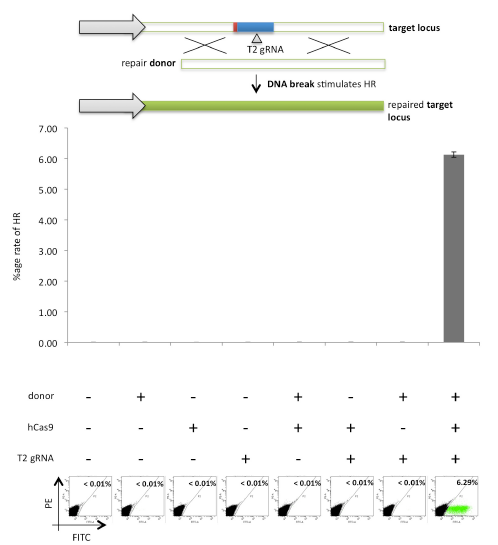 target locus
T2 gRNA
repair donor
DNA break stimulates HR
repaired target
locus
%age rate of HR
7.00
6.00
5.00
4.00
3.00
2.00
1.00
0.00
donor - + - - + - + +
hCas9 - - + - + + - +
T2 gRNA - - - + - + + +
PE
< 0.01% < 0.01% < 0.01% < 0.01% < 0.01% < 0.01% < 0.01% 6.29%
FITC